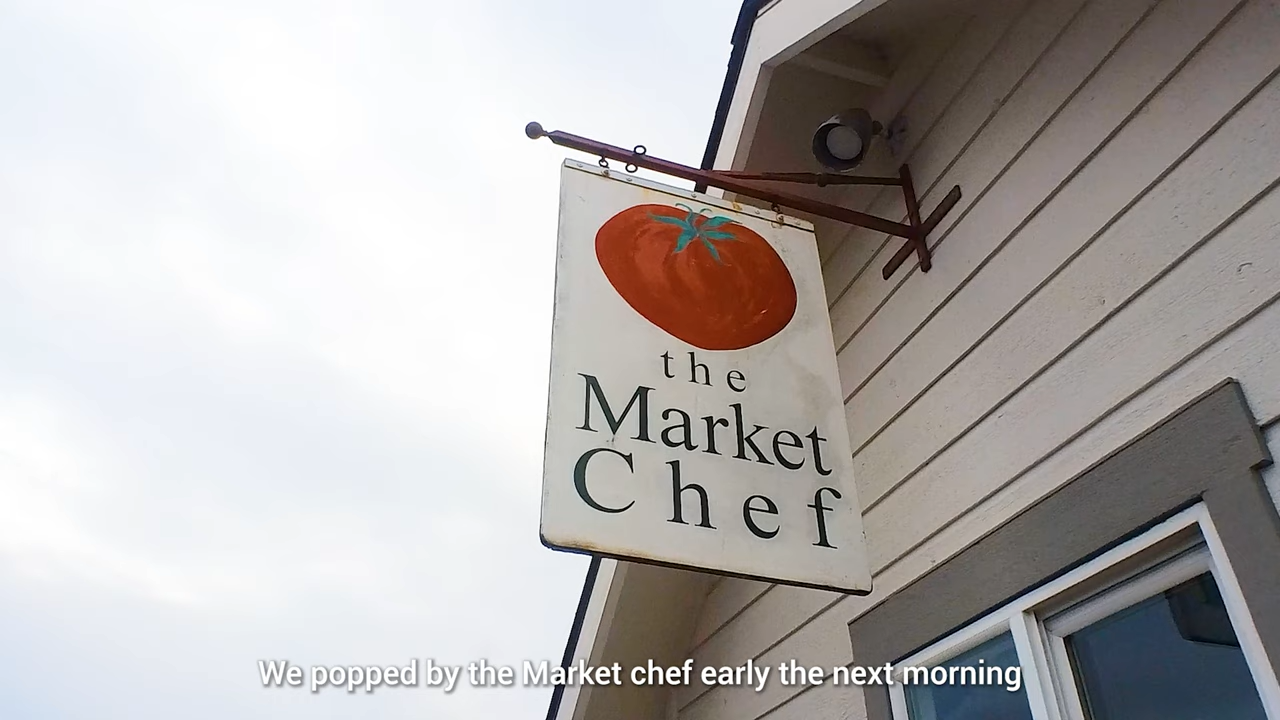 the
Market
Chef
We popped by the Market chef early the next morning